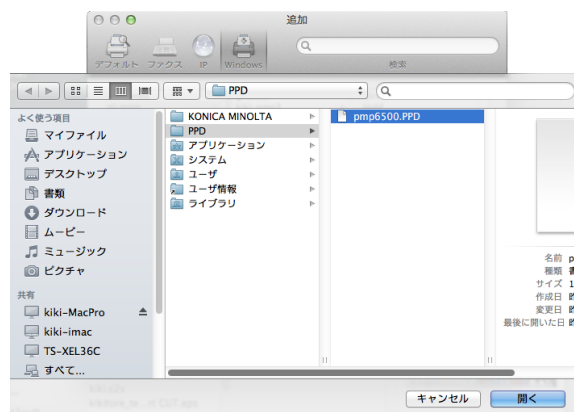 追加
デフォルト ファクス IP Windows 検索
PPD
よく使う項目
マイファイル
アプリケーション
デスクトップ
書類
ダウンロード
ムービー
ミュージック
ピクチャ
共有
kiki-MacPro
kiki-imac
TS-XEL36C
すべて...
KONICA MINOLTA
PPD
アプリケーション
システム
ユーザ
ユーザ情報
ライブラリ
pmp6500.PPD
名前 p
種類
サイズ 1
作成日
変更日
最後に開いた日
キャンセル 開く